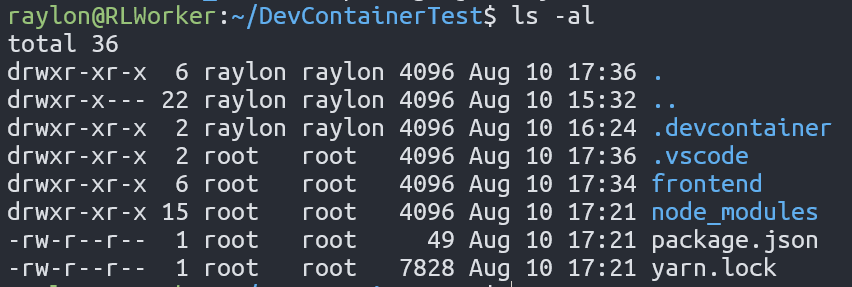 raylon@RLWorker:~/DevContainerTest$ ls -al
total 36
drwxr-xr-x  6 raylon raylon 4096 Aug 10 17:36 .
drwxr-x--- 22 raylon raylon 4096 Aug 10 15:32 ..
drwxr-xr-x  2 raylon raylon 4096 Aug 10 16:24 .devcontainer
drwxr-xr-x  2 root   root   4096 Aug 10 17:36 .vscode
drwxr-xr-x  6 root   root   4096 Aug 10 17:34 frontend
drwxr-xr-x 15 root   root   4096 Aug 10 17:21 node_modules
-rw-r--r--  1 root   root     49 Aug 10 17:21 package.json
-rw-r--r--  1 root   root   7828 Aug 10 17:21 yarn.lock